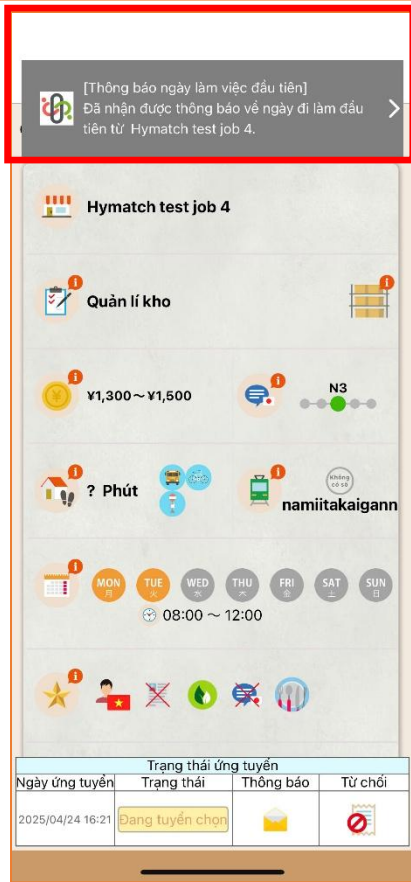 [Thông báo ngày làm việc đầu tiên]
Đã nhận được thông báo về ngày đi làm đầu
tiên từ Hymatch test job 4.
Hymatch test job 4
Quản lí kho
¥1,300~¥1,500
N3
? Phút
Không có số
namiitakaigann
MON 月
TUE 火
WED 水
THU 木
FRI 金
SAT 土
SUN 日
08:00 ~ 12:00
Trạng thái ứng tuyển
Ngày ứng tuyển Trạng thái Thông báo Từ chối
2025/04/24 16:21 Đang tuyển chọn